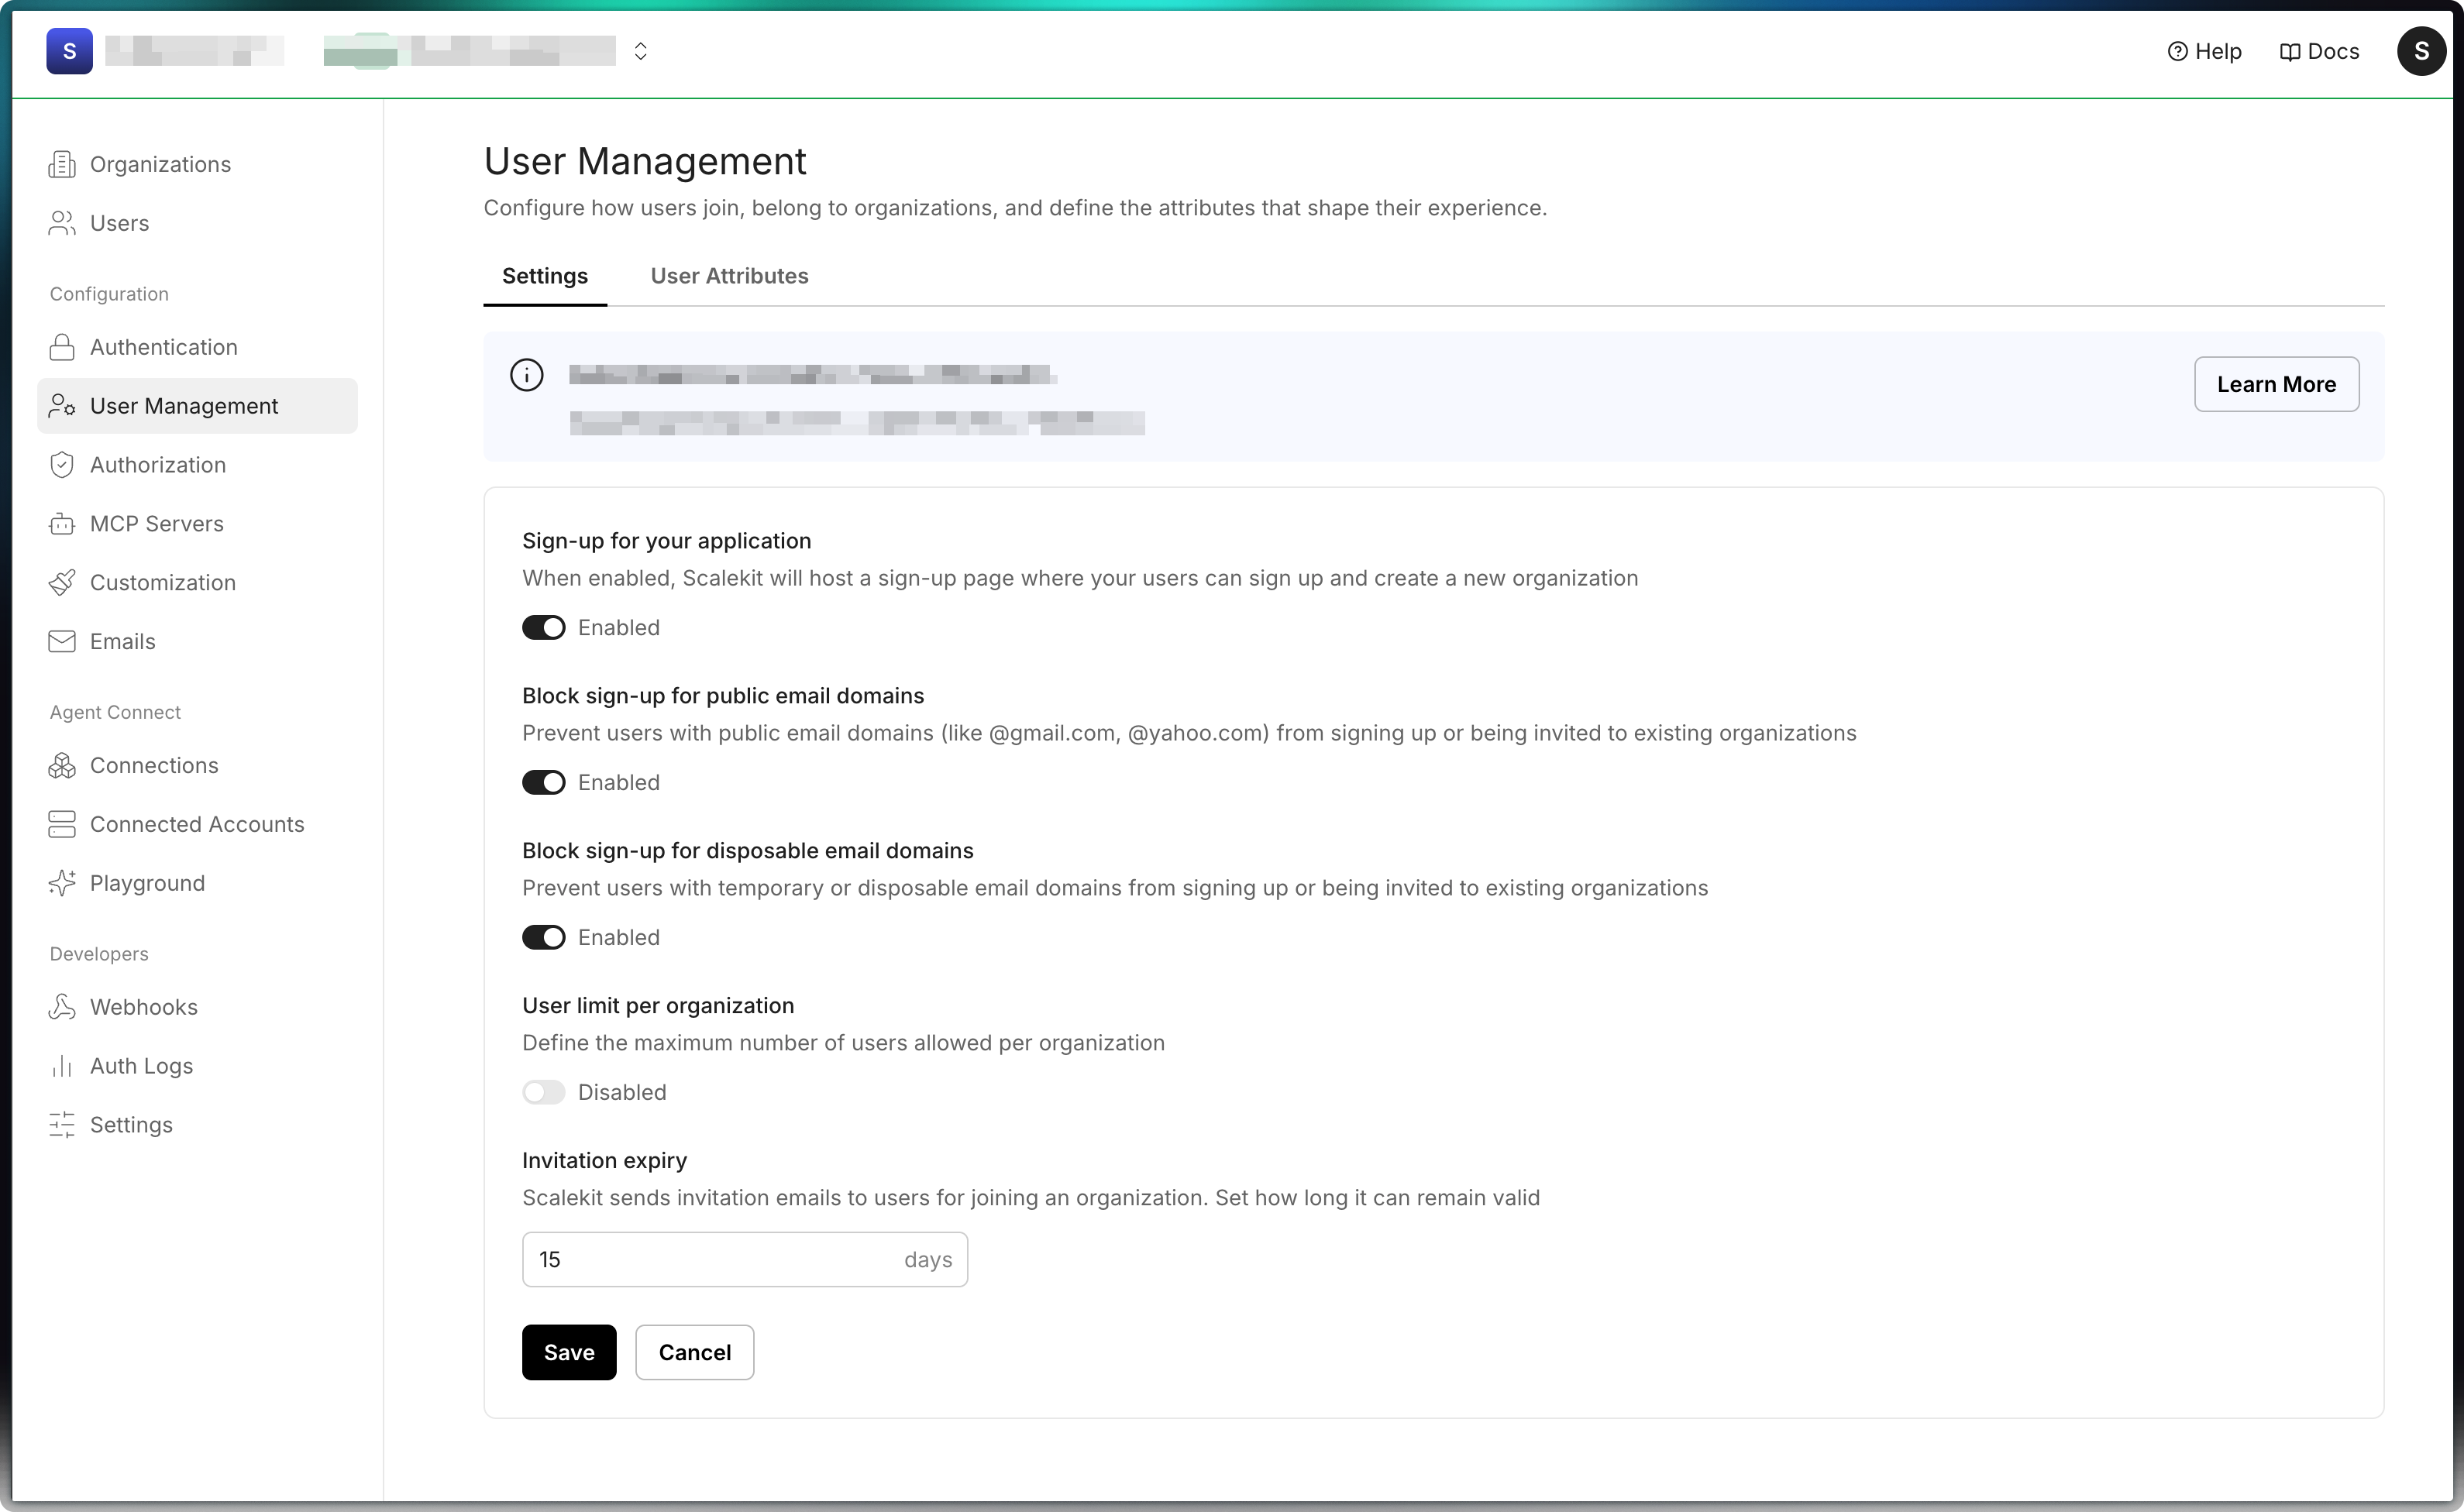 S
Help
Docs
S
Organizations
Users
Configuration
Authentication
User Management
Authorization
MCP Servers
Customization
Emails
Agent Connect
Connections
Connected Accounts
Playground
Developers
Webhooks
Auth Logs
Settings
User Management
Configure how users join, belong to organizations, and define the attributes that shape their experience.
Settings
User Attributes
Learn More
Sign-up for your application
When enabled, Scalekit will host a sign-up page where your users can sign up and create a new organization
Enabled
Block sign-up for public email domains
Prevent users with public email domains (like @gmail.com, @yahoo.com) from signing up or being invited to existing organizations
Enabled
Block sign-up for disposable email domains
Prevent users with temporary or disposable email domains from signing up or being invited to existing organizations
Enabled
User limit per organization
Define the maximum number of users allowed per organization
Disabled
Invitation expiry
Scalekit sends invitation emails to users for joining an organization. Set how long it can remain valid
15 days
Save
Cancel